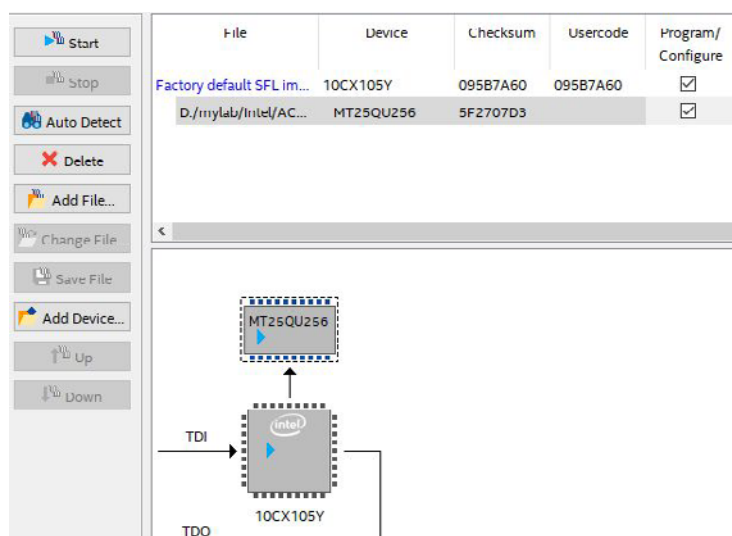 Start
Stop
Auto Detect
Delete
Add File...
Change File
Save File
Add Device...
Up
Down
File Device Checksum Usercode Program/
Configure
Factory default SFL im... 10CX105Y 095B7A60 095B7A60
D:/mylab/Intel/AC... MT25QU256 5F2707D3
MT25QU256
intel
TDI
10CX105Y
TDO